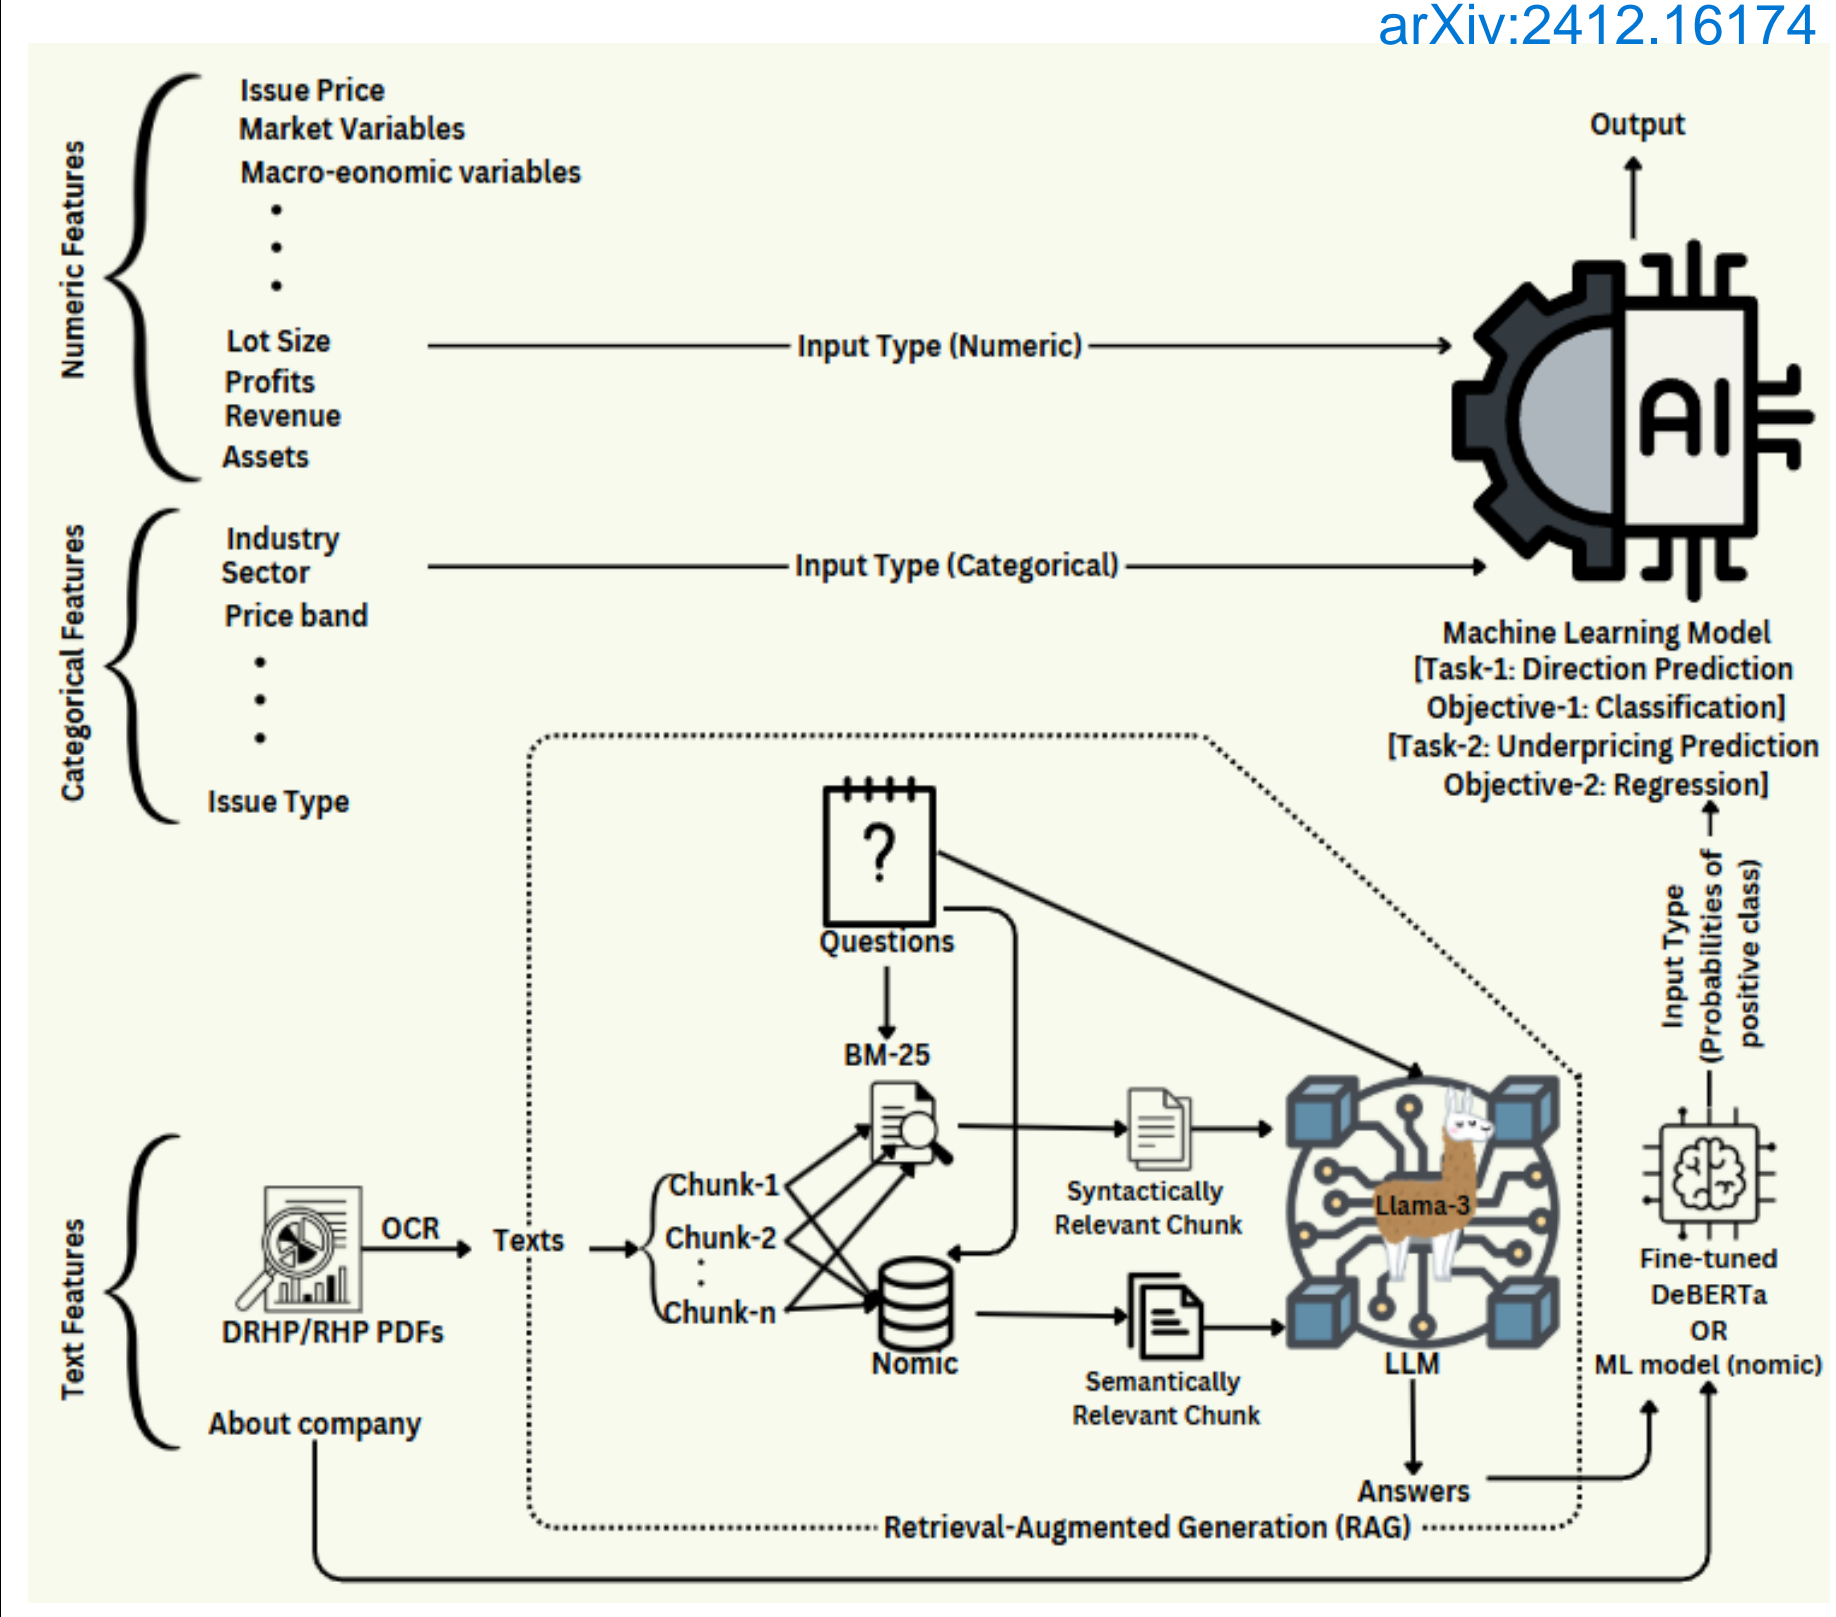 arXiv:2412.16174
Numeric Features
Issue Price
Market Variables
Macro-eonomic variables
Lot Size
Profits
Revenue
Assets
Input Type (Numeric)
Output
AI
Categorical Features
Industry
Sector
Price band
Issue Type
Input Type (Categorical)
Machine Learning Model
[Task-1: Direction Prediction
Objective-1: Classification]
[Task-2: Underpricing Prediction
Objective-2: Regression]
Input Type
(Probabilities of
positive class)
?
Questions
BM-25
Text Features
DRHP/RHP PDFs
OCR
Texts
Chunk-1
Chunk-2
Chunk-n
Nomic
Syntactically
Relevant Chunk
Semantically
Relevant Chunk
Llama-3
LLM
Answers
Fine-tuned
DeBERTa
OR
ML model (nomic)
About company
Retrieval-Augmented Generation (RAG)